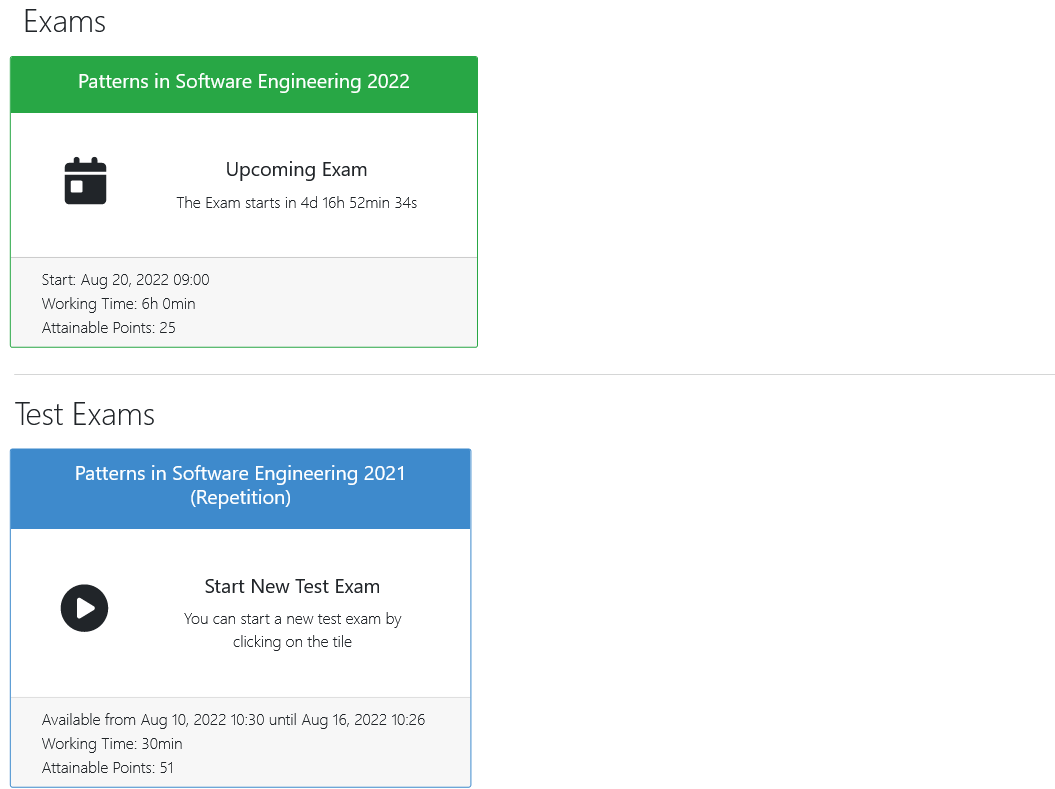 Exams
Patterns in Software Engineering 2022
Upcoming Exam
The Exam starts in 4d 16h 52min 34s
Start: Aug 20, 2022 09:00
Working Time: 6h 0min
Attainable Points: 25
Test Exams
Patterns in Software Engineering 2021
(Repetition)
Start New Test Exam
You can start a new test exam by
clicking on the tile
Available from Aug 10, 2022 10:30 until Aug 16, 2022 10:26
Working Time: 30min
Attainable Points: 51